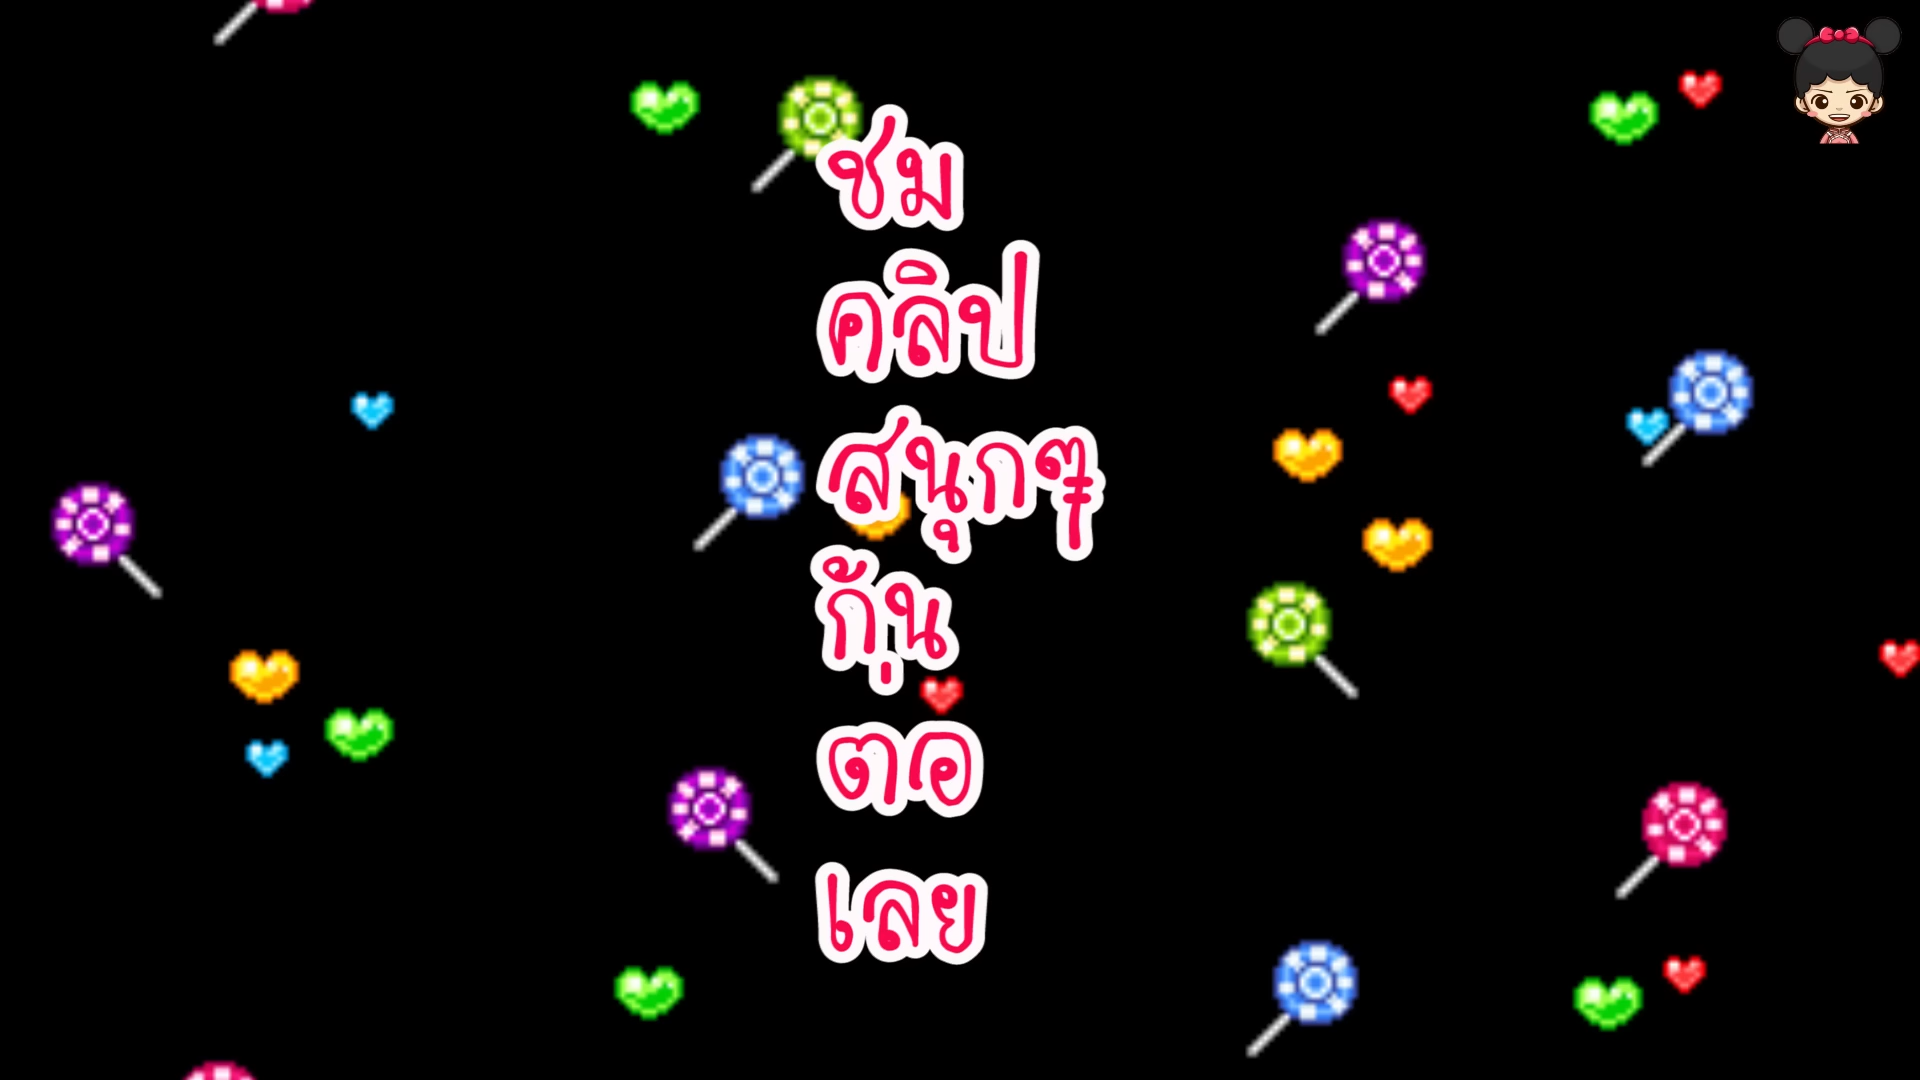 ชม
คลิป
สนุกๆ
กัน
ตอ
เลย